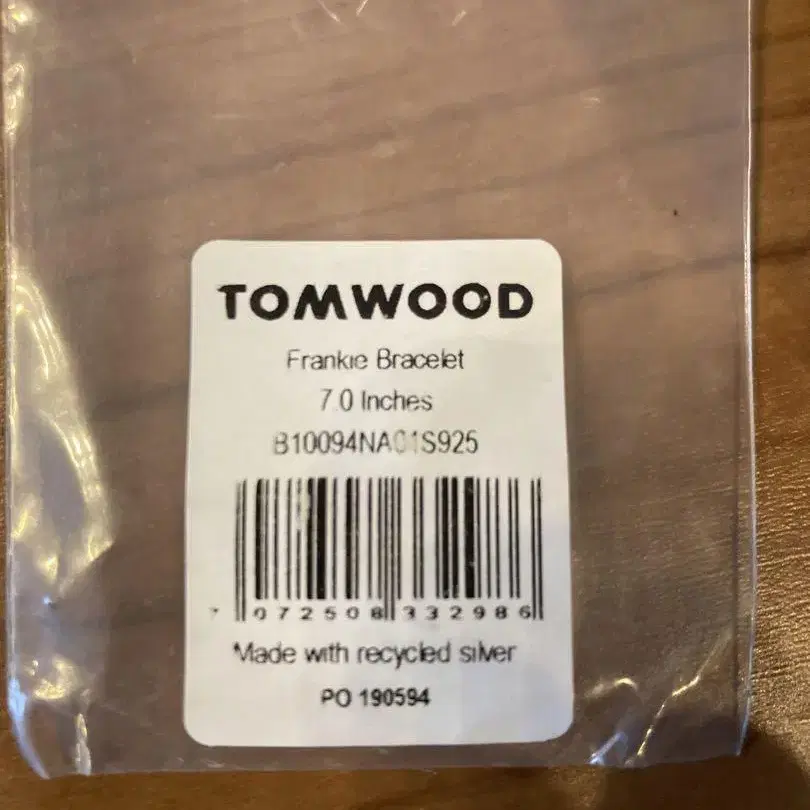 TOMWOOD
Frankie Bracelet
7.0 Inches
B10094NA01S925
7 072508 332986
Made with recycled silver
PO 190594